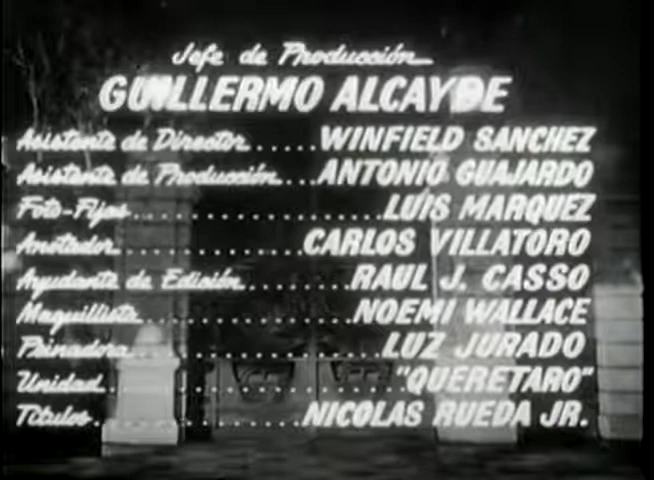 Jefe de Producción
GUILLERMO ALCAYDE
Asistente de Director.....WINFIELD SANCHEZ
Asistente de Producción....ANTONIO GUAJARDO
Foto-Fijas................LUIS MARQUEZ
Anotador.............CARLOS VILLATORO
Ayudante de Edición........RAUL J. CASSO
Maquillista...............NOEMI WALLACE
Peinadora.................LUZ JURADO
Unidad...................."QUERETARO"
Títulos...............NICOLAS RUEDA JR.